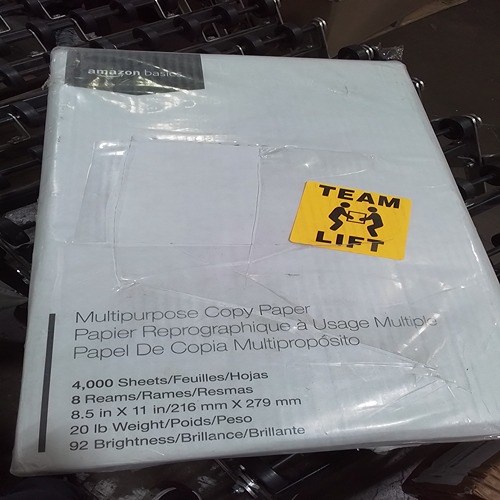 amazon basics
TEAM
LIFT
Multipurpose Copy Paper
Papier Reprographique à Usage Multiple
Papel De Copia Multipropósito
4,000 Sheets/Feuilles/Hojas
8 Reams/Rames/Resmas
8.5 in X 11 in/216 mm X 279 mm
20 lb Weight/Poids/Peso
92 Brightness/Brillance/Brillante